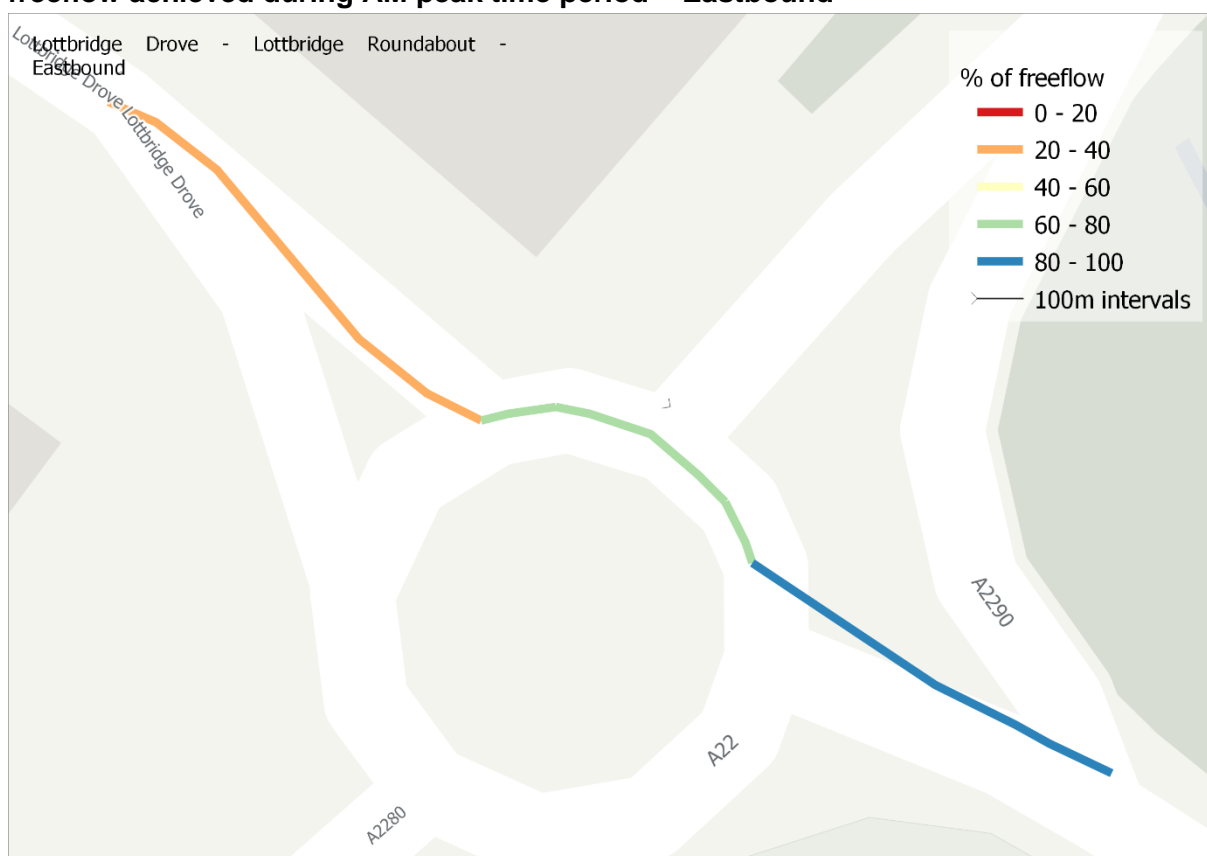 freeflow achieved during AM peak time period – Eastbound
Lottbridge Drove - Lottbridge Roundabout -
Eastbound
Lottbridge Drove
Lottbridge Drove
% of freeflow
0 - 20
20 - 40
40 - 60
60 - 80
80 - 100
100m intervals
A2290
A22
A2280